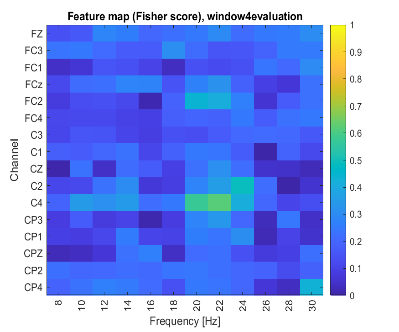 Feature map (Fisher score), window4evaluation
FZ
FC3
FC1
FCz
FC2
FC4
C3
C1
CZ
C2
C4
CP3
CP1
CPZ
CP2
CP4
Channel
8 10 12 14 16 18 20 22 24 26 28 30
Frequency [Hz]
1
0.9
0.8
0.7
0.6
0.5
0.4
0.3
0.2
0.1
0